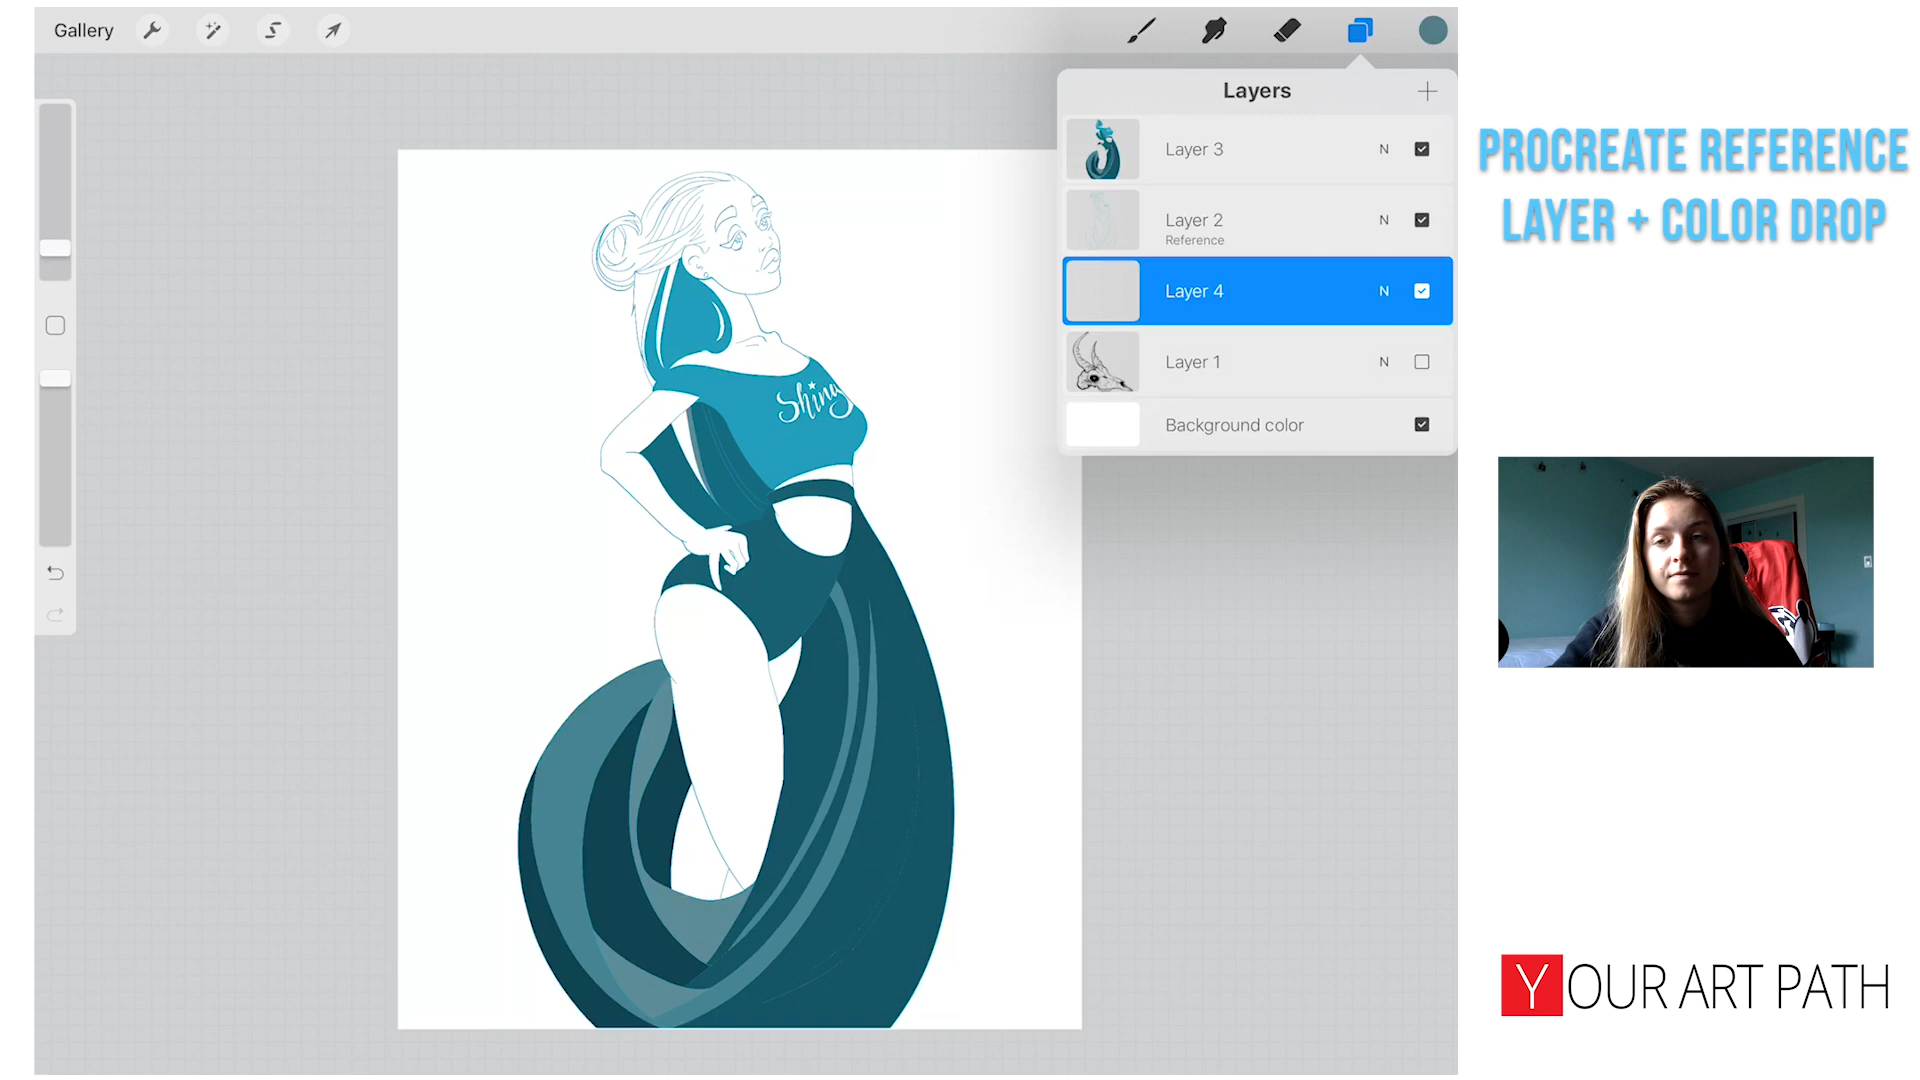 Gallery
Layers
Layer 3
N
Layer 2
N
Reference
Layer 4
N
Layer 1
N
Background color
Shiny
PROCREATE REFERENCE
LAYER + COLOR DROP
YOUR ART PATH